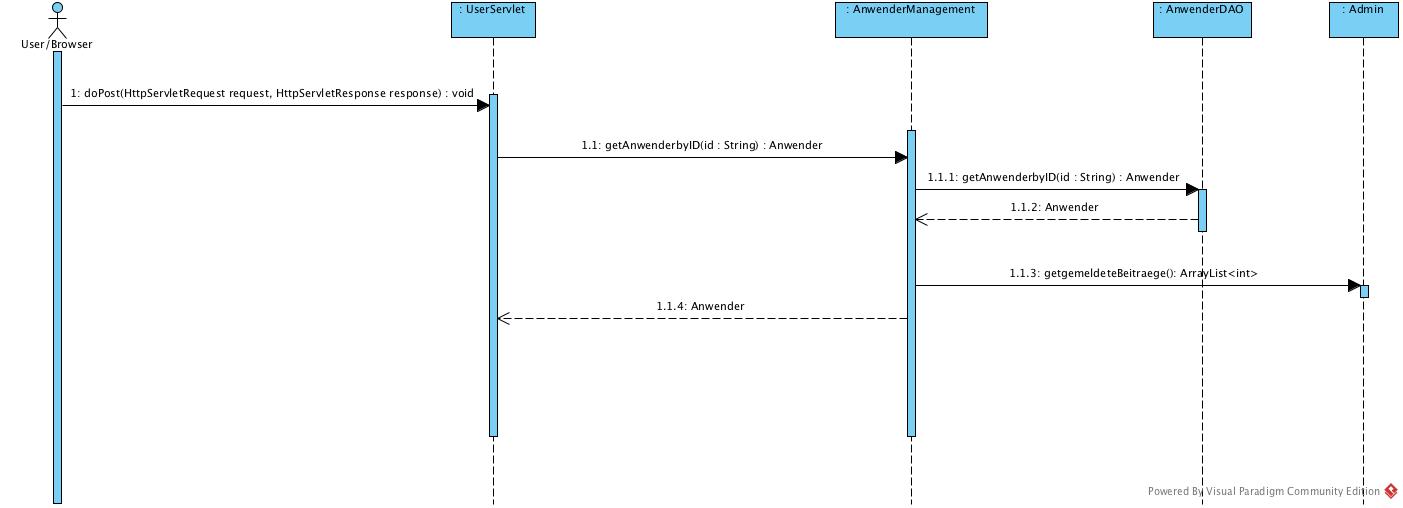 User/Browser
: UserServlet
: AnwenderManagement
: AnwenderDAO
: Admin
1: doPost(HttpServletRequest request, HttpServletResponse response) : void
1.1: getAnwenderbyID(id : String) : Anwender
1.1.1: getAnwenderbyID(id : String) : Anwender
1.1.2: Anwender
1.1.3: getgemeldeteBeitraege(): ArrayList<int>
1.1.4: Anwender
Powered By Visual Paradigm Community Edition